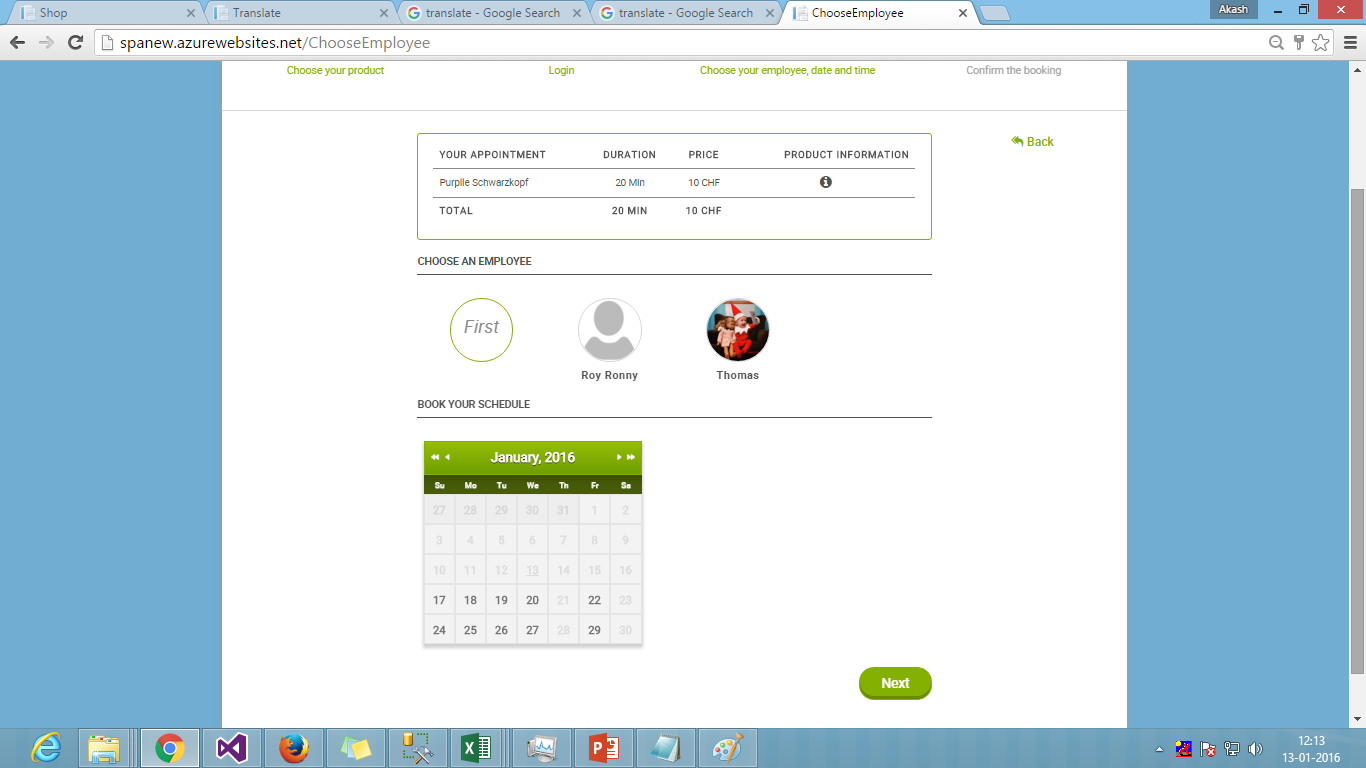 Shop
Translate
translate - Google Search
translate - Google Search
ChooseEmployee
Akash
spanew.azurewebsites.net/ChooseEmployee
Choose your product Login Choose your employee, date and time Confirm the booking
Back
YOUR APPOINTMENT DURATION PRICE PRODUCT INFORMATION
Purplle Schwarzkopf 20 Min 10 CHF
TOTAL 20 MIN 10 CHF
CHOOSE AN EMPLOYEE
First
Roy Ronny Thomas
BOOK YOUR SCHEDULE
January, 2016
Su Mo Tu We Th Fr Sa
27 28 29 30 31 1 2
3 4 5 6 7 8 9
10 11 12 13 14 15 16
17 18 19 20 21 22 23
24 25 26 27 28 29 30
Next
12:13
13-01-2016